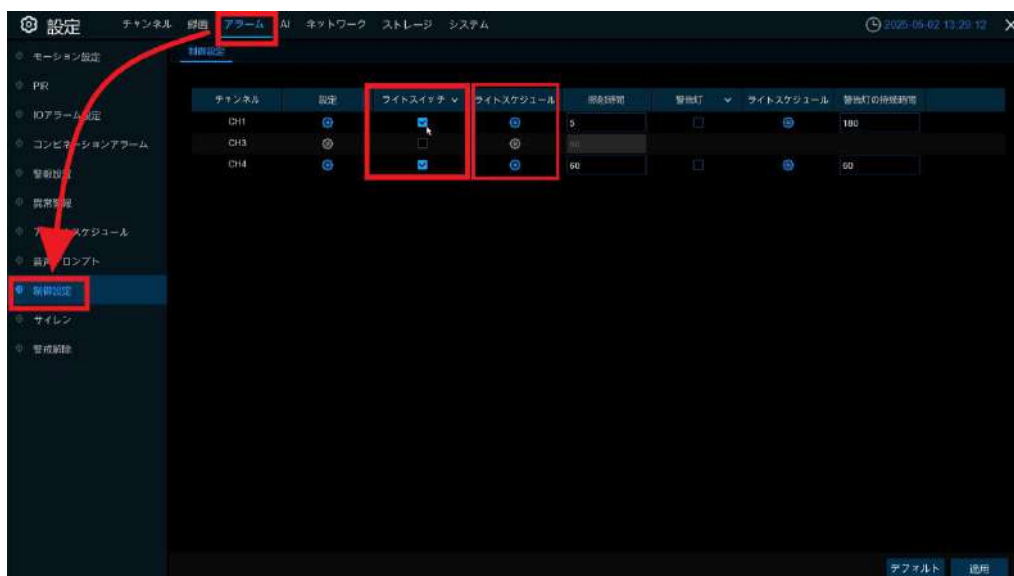 設定 チャンネル 録画 アラーム AI ネットワーク ストレージ システム 2025-05-02 13:29:12
モーション設定 制御設定
PIR
チャンネル 設定 ライトスイッチ ライトスケジュール 照射時間 警告灯 ライトスケジュール 警告灯の持続時間
IOアラーム設定 CH1 5 180
コンビネーションアラーム CH3
警報設定 CH4 60 60
異常警報
スケジュール
音声プロンプト
制御設定
サイレン
警戒解除
デフォルト 適用